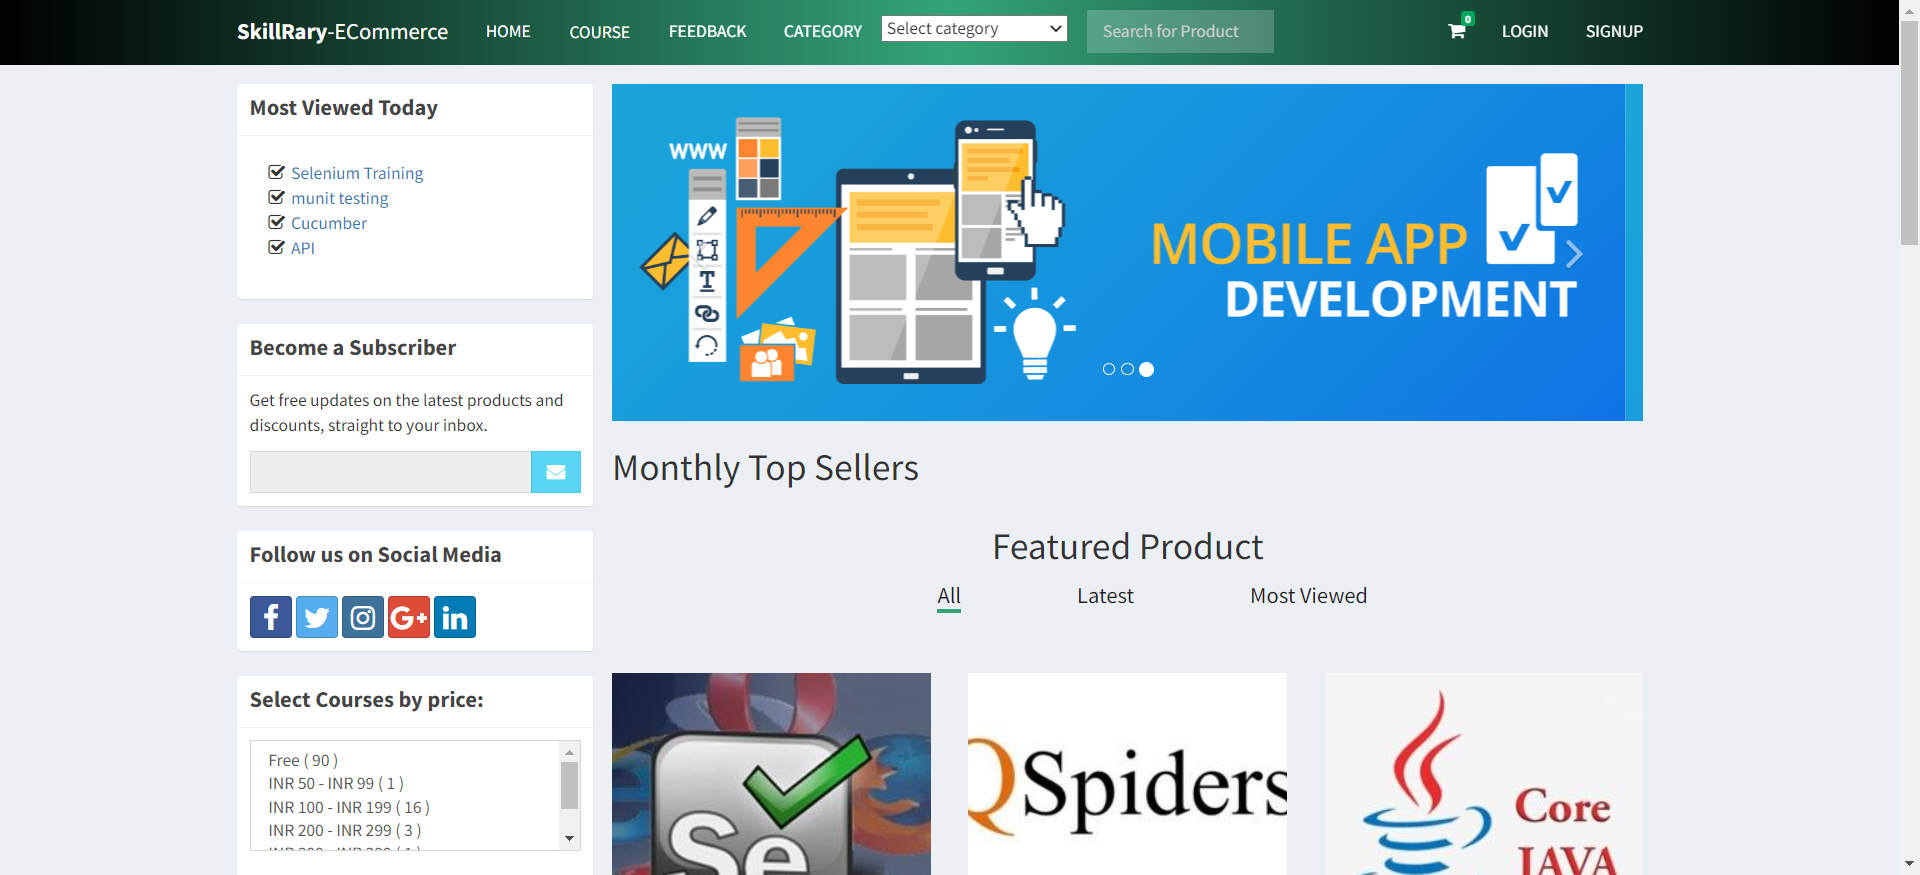 SkillRary-ECommerce HOME COURSE FEEDBACK CATEGORY Select category Search for Product 0 LOGIN SIGNUP
Most Viewed Today
Selenium Training
munit testing
Cucumber
API
Become a Subscriber
Get free updates on the latest products and
discounts, straight to your inbox.
Follow us on Social Media
Select Courses by price:
Free ( 90 )
INR 50 - INR 99 ( 1 )
INR 100 - INR 199 ( 16 )
INR 200 - INR 299 ( 3 )
WWW
T
MOBILE APP
DEVELOPMENT
Monthly Top Sellers
Featured Product
All Latest Most Viewed
Se
QSpiders
Core
JAVA